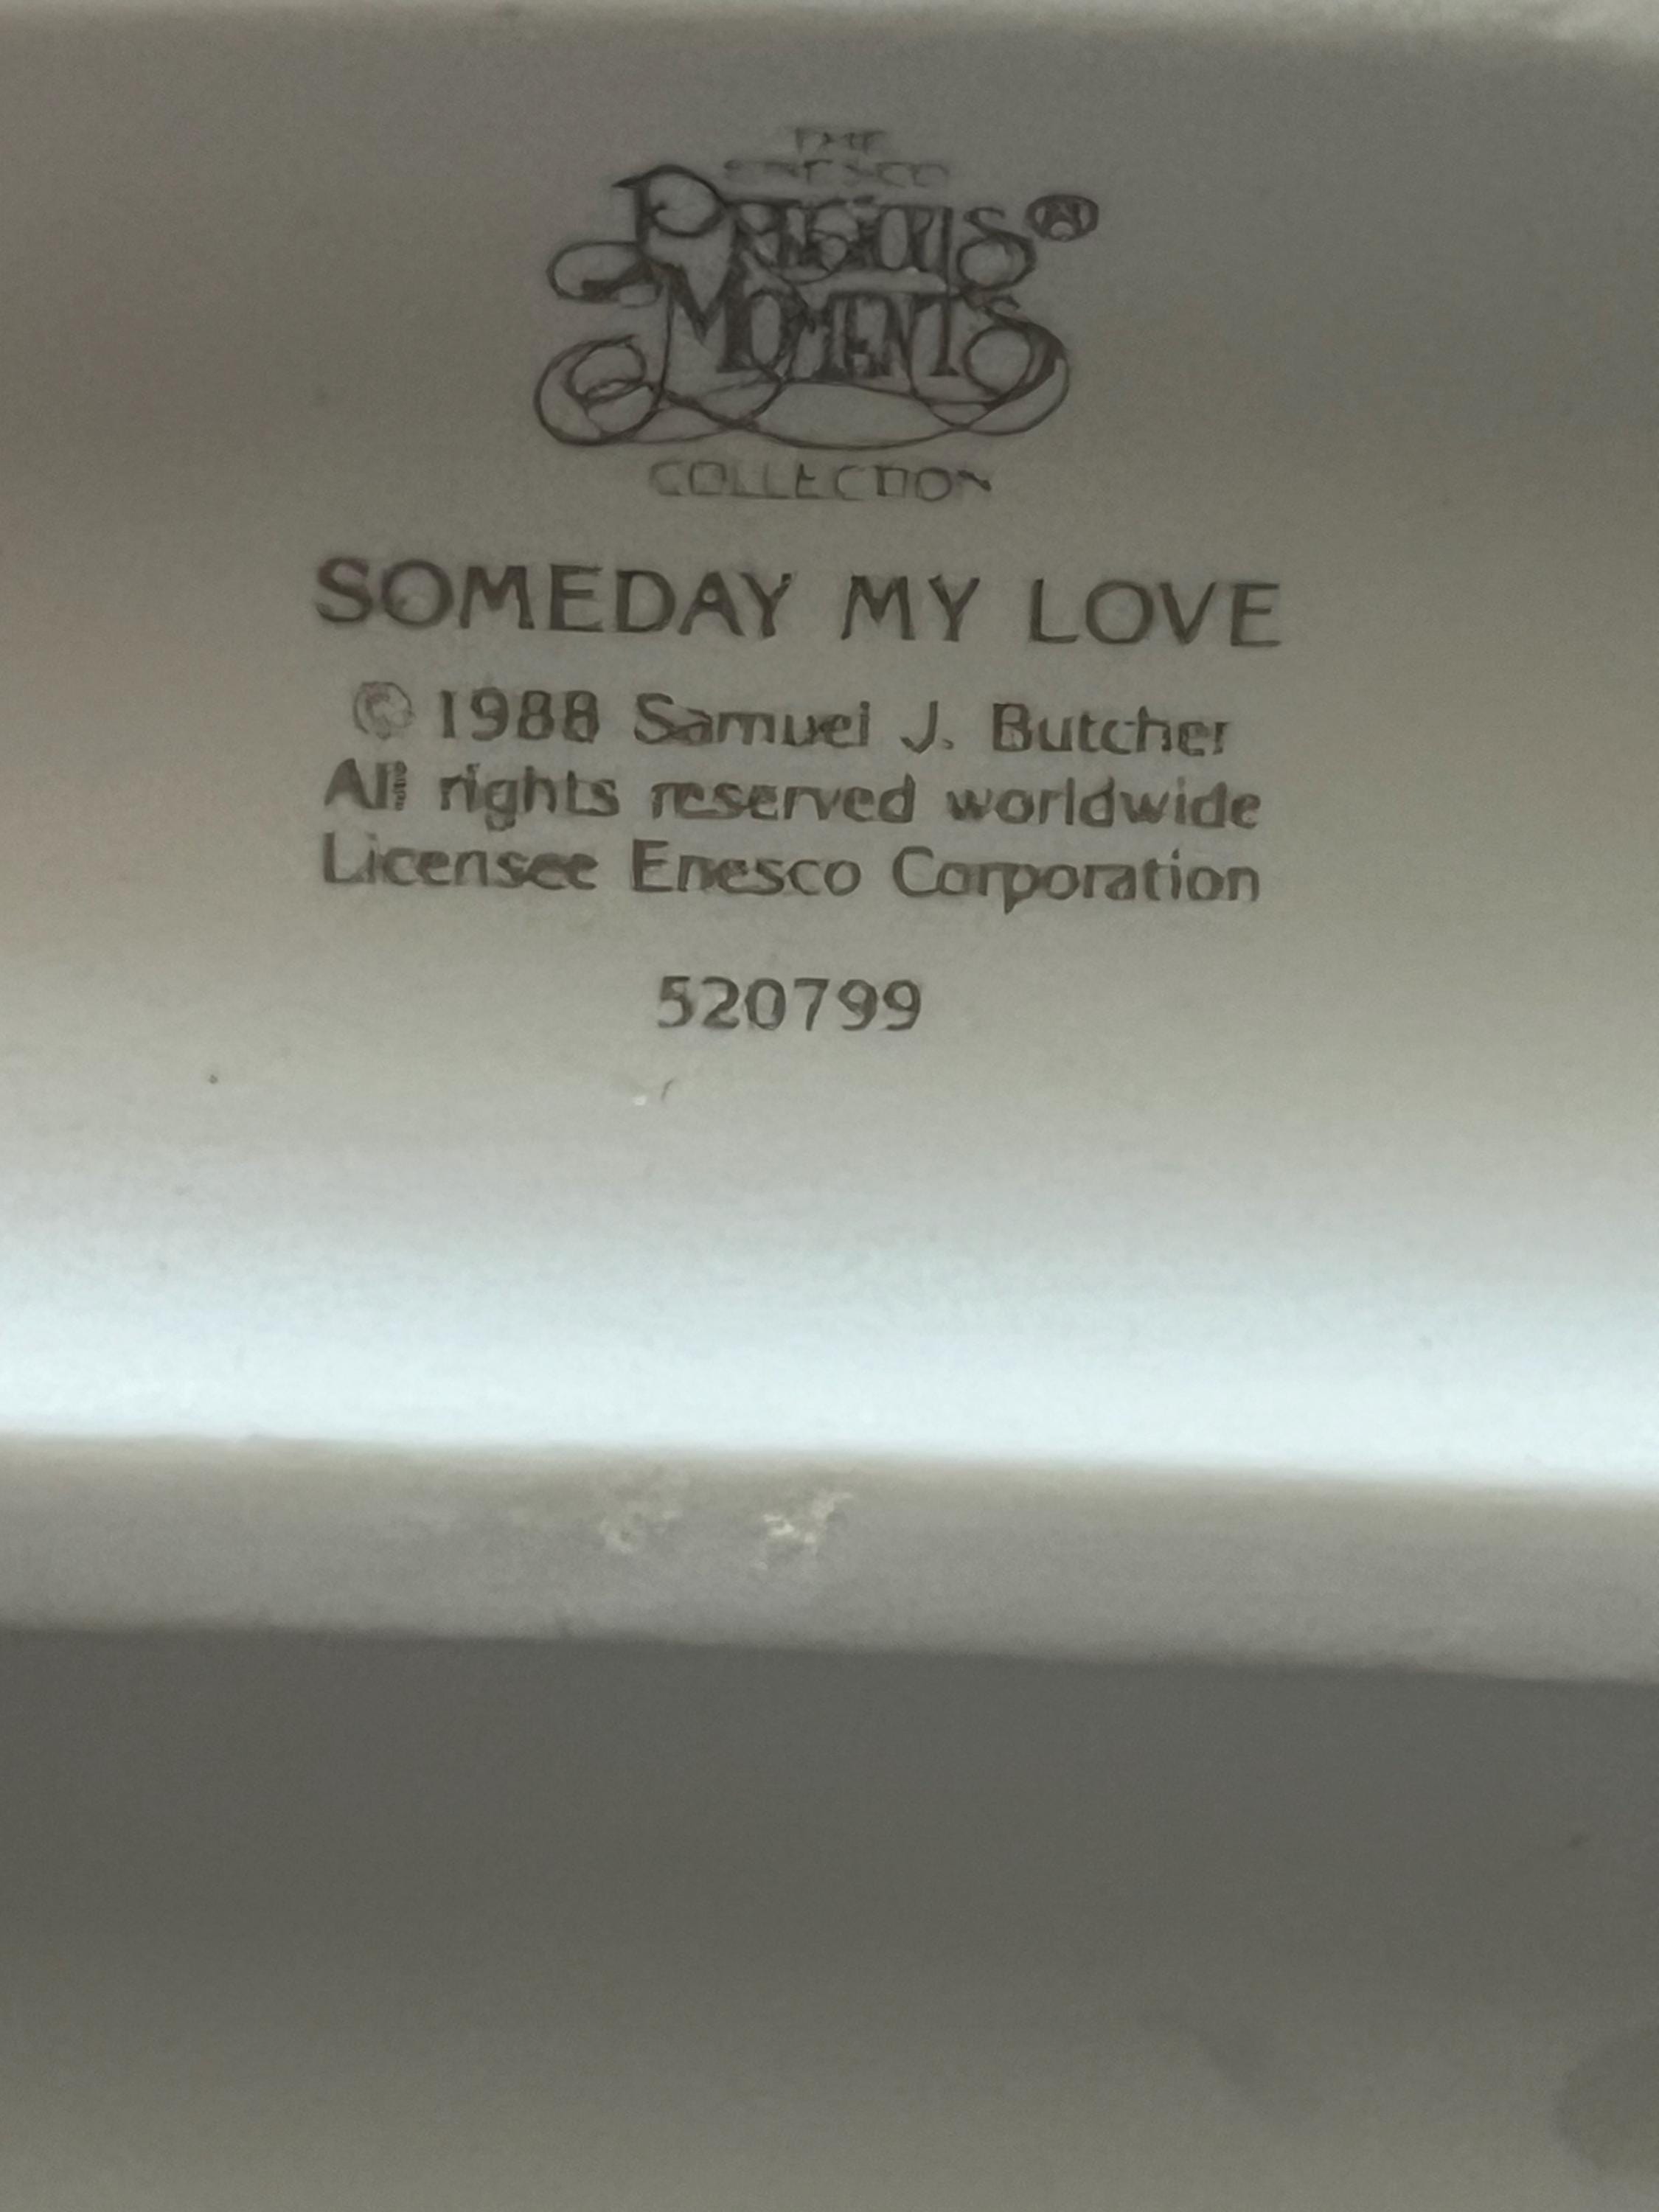 THE
ENESCO
PRECIOUS®
MOMENTS
COLLECTION
SOMEDAY MY LOVE
© 1988 Samuel J. Butcher
All rights reserved worldwide
Licensee Enesco Corporation
520799